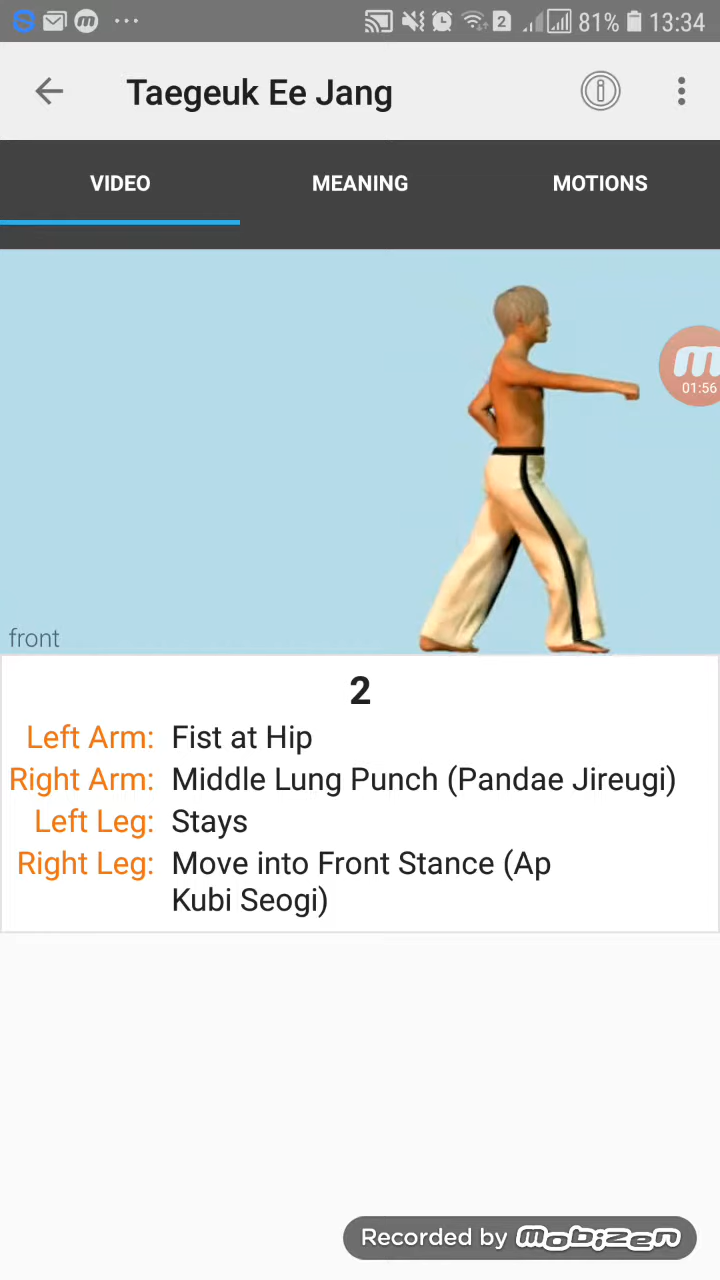 2 81% 13:34
Taegeuk Ee Jang
VIDEO MEANING MOTIONS
01:56
front
2
Left Arm: Fist at Hip
Right Arm: Middle Lung Punch (Pandae Jireugi)
Left Leg: Stays
Right Leg: Move into Front Stance (Ap
Kubi Seogi)
Recorded by mobizen